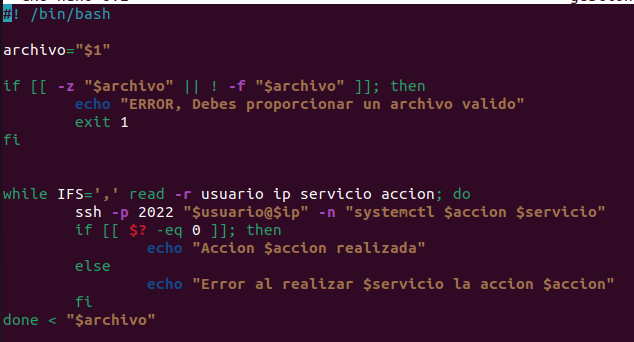 #! /bin/bash

archivo="$1"

if [[ -z "$archivo" || ! -f "$archivo" ]]; then
        echo "ERROR, Debes proporcionar un archivo valido"
        exit 1
fi


while IFS=',' read -r usuario ip servicio accion; do
        ssh -p 2022 "$usuario@$ip" -n "systemctl $accion $servicio"
        if [[ $? -eq 0 ]]; then
                echo "Accion $accion realizada"
        else
                echo "Error al realizar $servicio la accion $accion"
        fi
done < "$archivo"